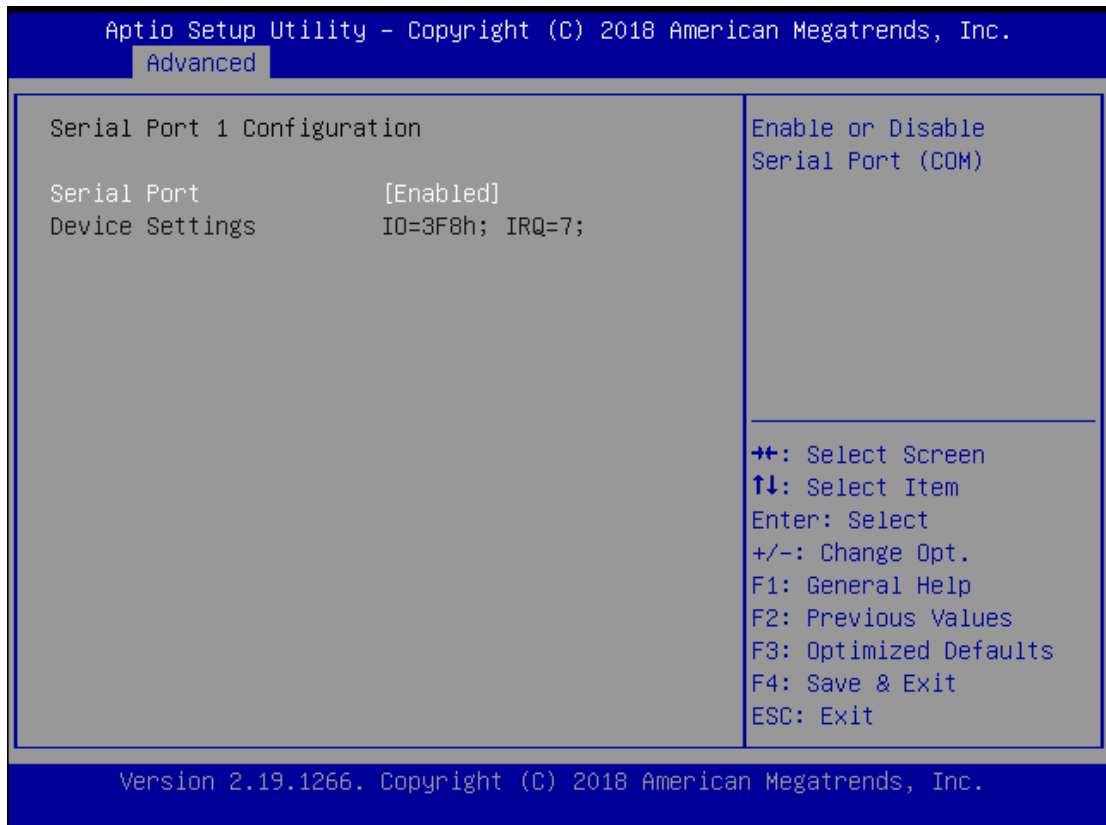 Aptio Setup Utility – Copyright (C) 2018 American Megatrends, Inc.
Advanced
Serial Port 1 Configuration
Serial Port [Enabled]
Device Settings IO=3F8h; IRQ=7;
Enable or Disable
Serial Port (COM)
→←: Select Screen
↑↓: Select Item
Enter: Select
+/-: Change Opt.
F1: General Help
F2: Previous Values
F3: Optimized Defaults
F4: Save & Exit
ESC: Exit
Version 2.19.1266. Copyright (C) 2018 American Megatrends, Inc.